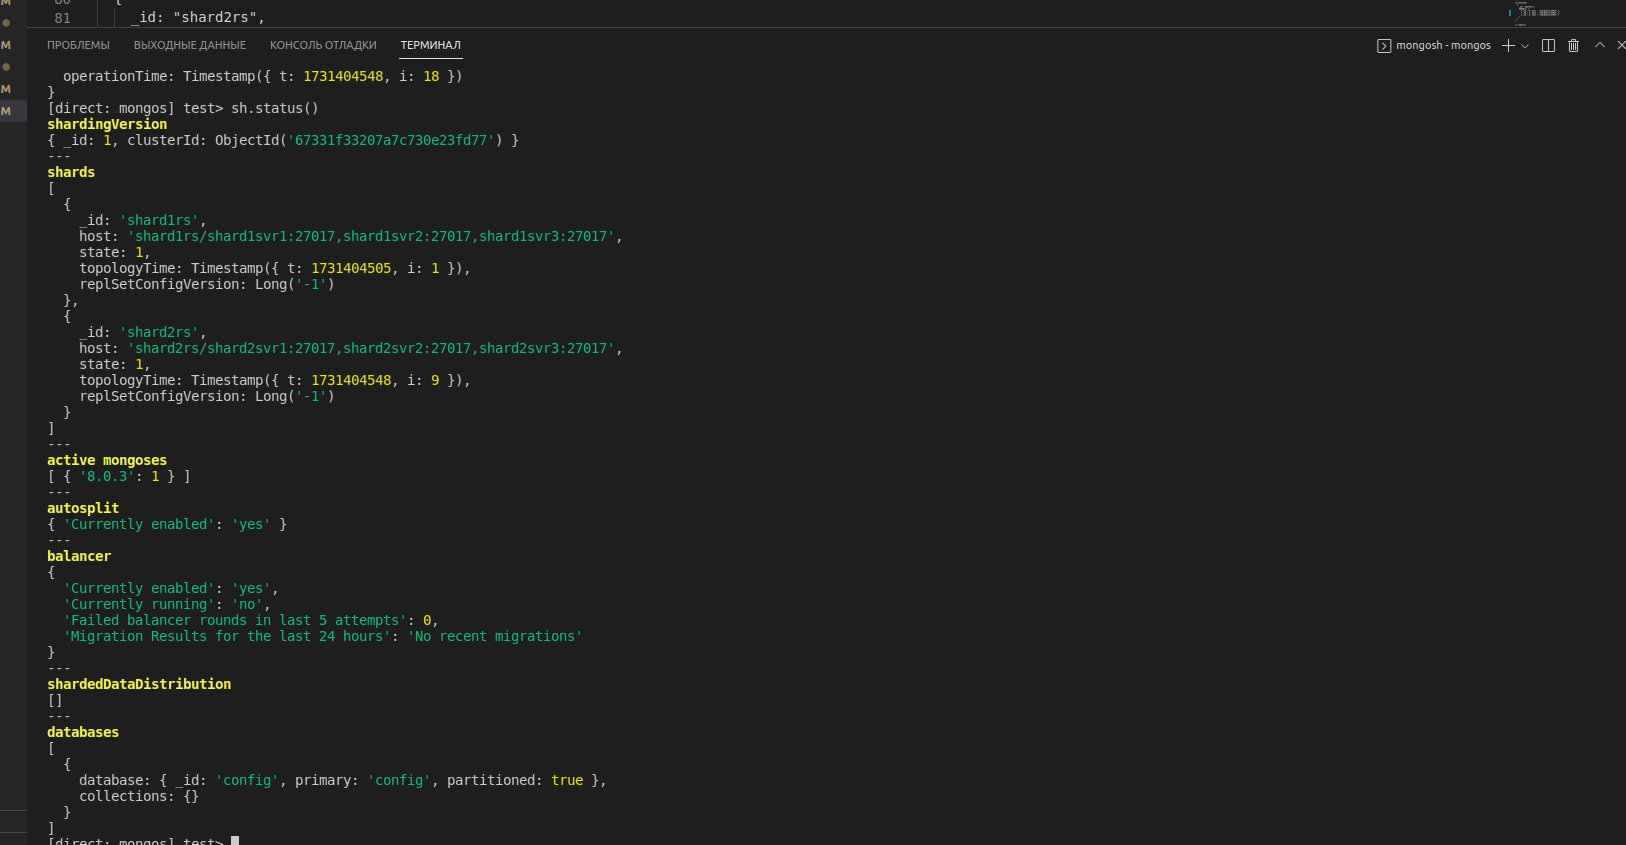 81 _id: "shard2rs",
ПРОБЛЕМЫ ВЫХОДНЫЕ ДАННЫЕ КОНСОЛЬ ОТЛАДКИ ТЕРМИНАЛ mongosh - mongos
operationTime: Timestamp({ t: 1731404548, i: 18 })
}
[direct: mongos] test> sh.status()
shardingVersion
{ _id: 1, clusterId: ObjectId('67331f33207a7c730e23fd77') }
---
shards
[
{
_id: 'shard1rs',
host: 'shard1rs/shard1svr1:27017,shard1svr2:27017,shard1svr3:27017',
state: 1,
topologyTime: Timestamp({ t: 1731404505, i: 1 }),
replSetConfigVersion: Long('-1')
},
{
_id: 'shard2rs',
host: 'shard2rs/shard2svr1:27017,shard2svr2:27017,shard2svr3:27017',
state: 1,
topologyTime: Timestamp({ t: 1731404548, i: 9 }),
replSetConfigVersion: Long('-1')
}
]
---
active mongoses
[ { '8.0.3': 1 } ]
---
autosplit
{ 'Currently enabled': 'yes' }
---
balancer
{
'Currently enabled': 'yes',
'Currently running': 'no',
'Failed balancer rounds in last 5 attempts': 0,
'Migration Results for the last 24 hours': 'No recent migrations'
}
---
shardedDataDistribution
[]
---
databases
[
{
database: { _id: 'config', primary: 'config', partitioned: true },
collections: {}
}
]
[direct: mongos] test>
M
M
M
M